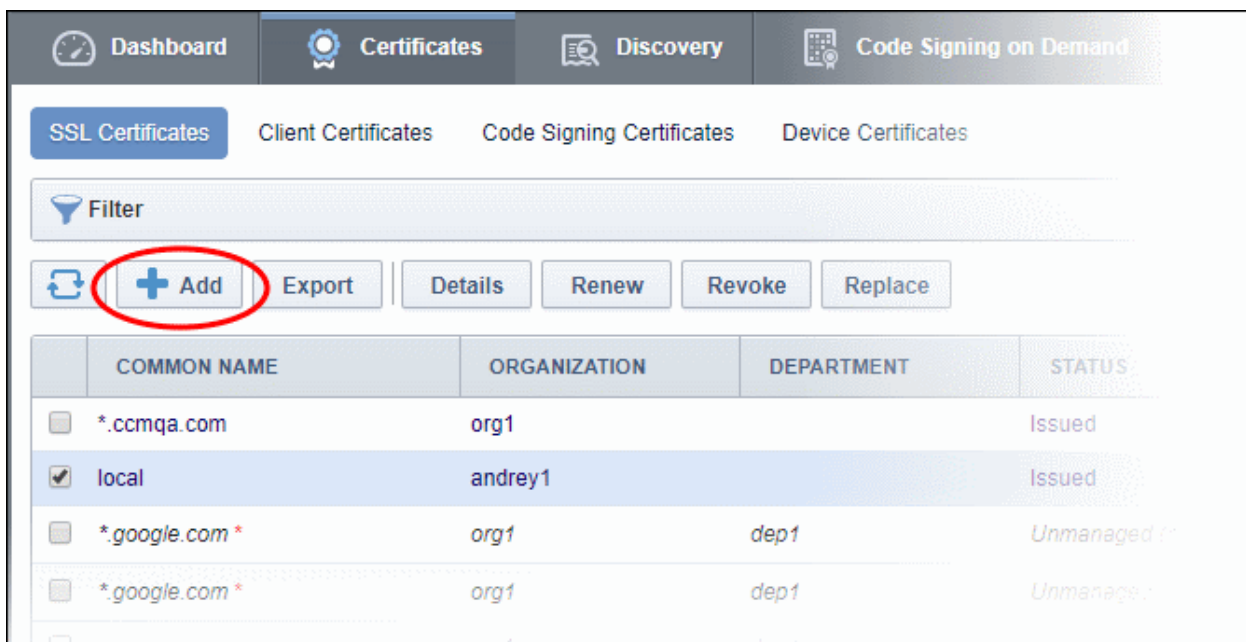 Dashboard Certificates Discovery Code Signing on Demand
SSL Certificates Client Certificates Code Signing Certificates Device Certificates
Filter
Add Export Details Renew Revoke Replace
COMMON NAME ORGANIZATION DEPARTMENT STATUS
*.ccmqa.com org1 Issued
local andrey1 Issued
*.google.com * org1 dep1 Unmanaged
*.google.com * org1 dep1